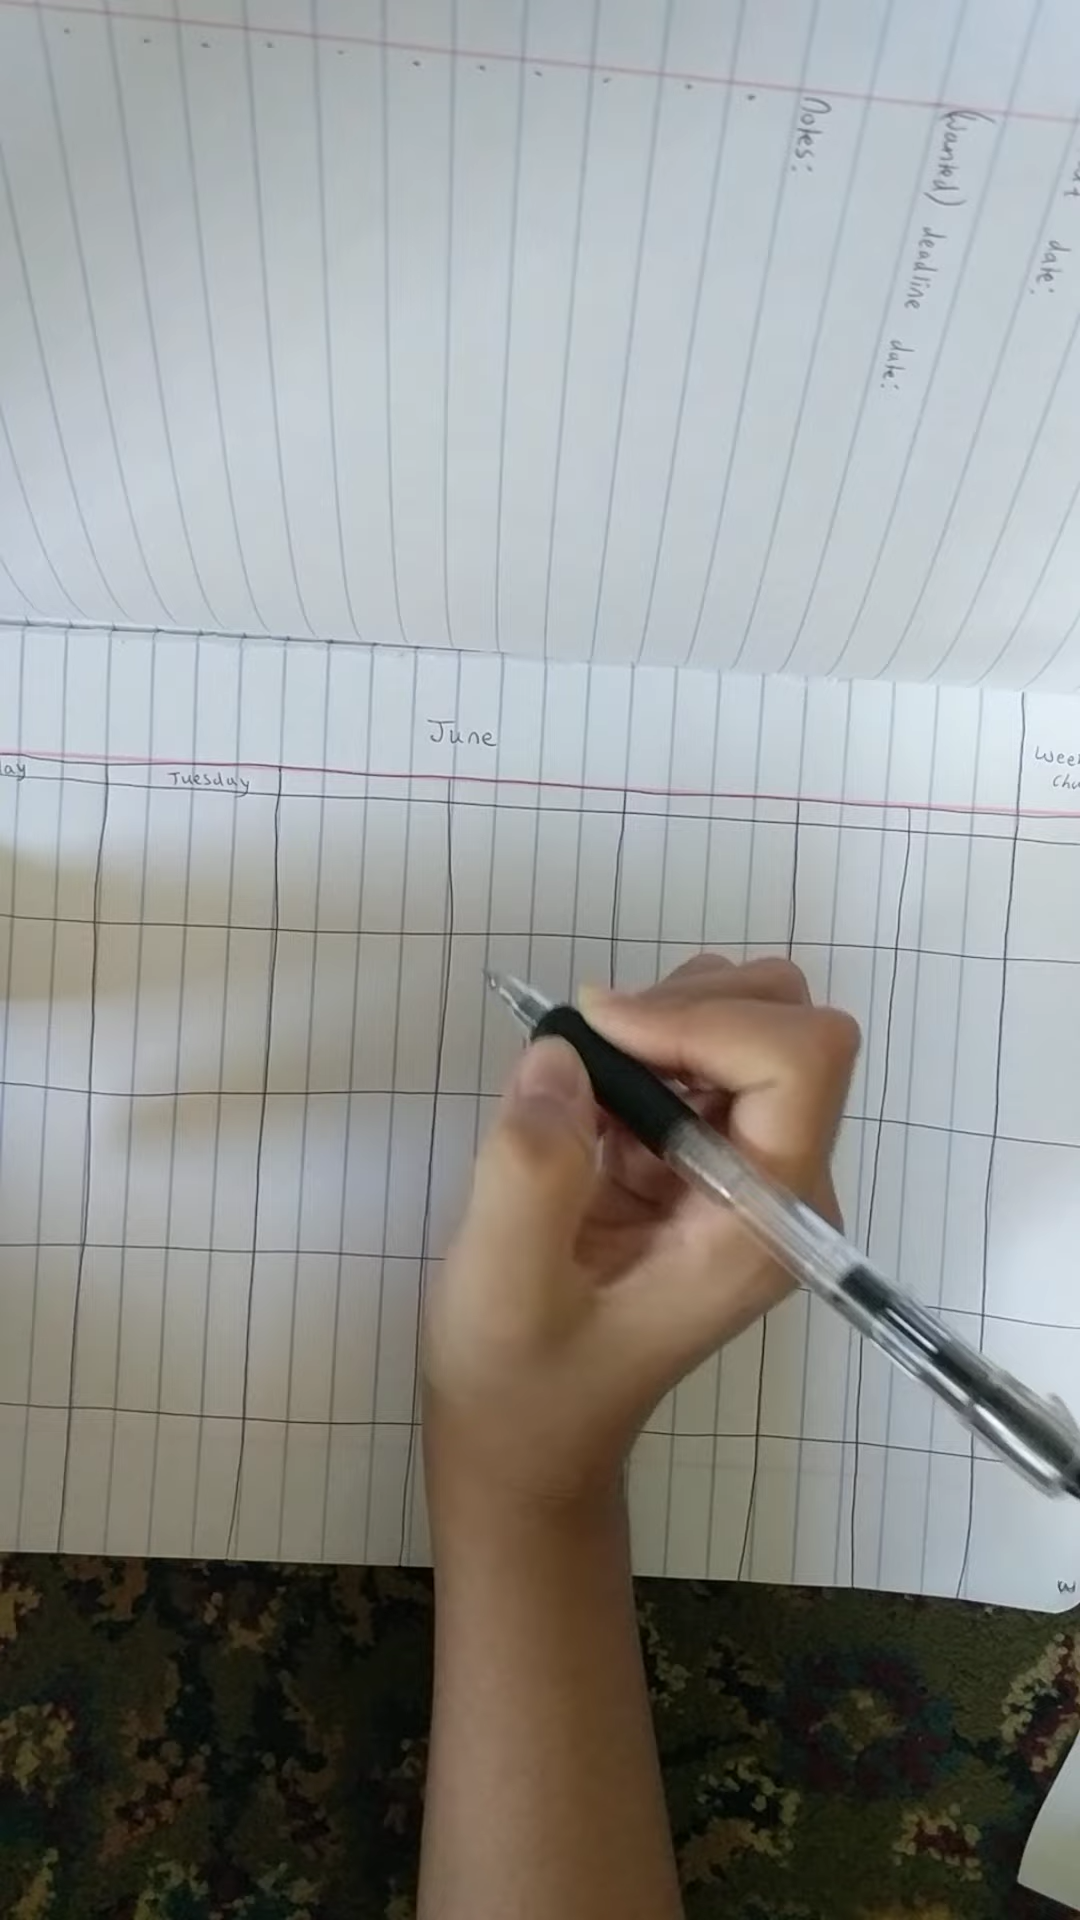 date:
(Wanted) deadline date:
Notes:
June
Tuesday